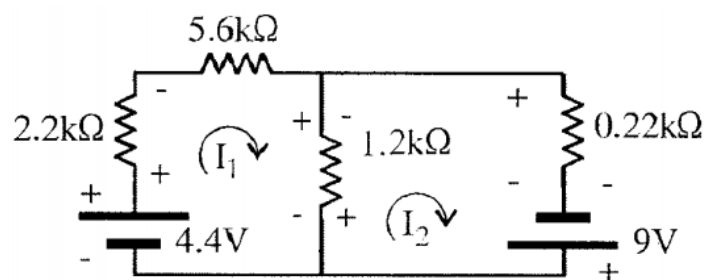 5.6kΩ
- + 
2.2kΩ + - 1.2kΩ 0.22kΩ
I₁
+ - + - -
+ I₂
4.4V 9V
- +